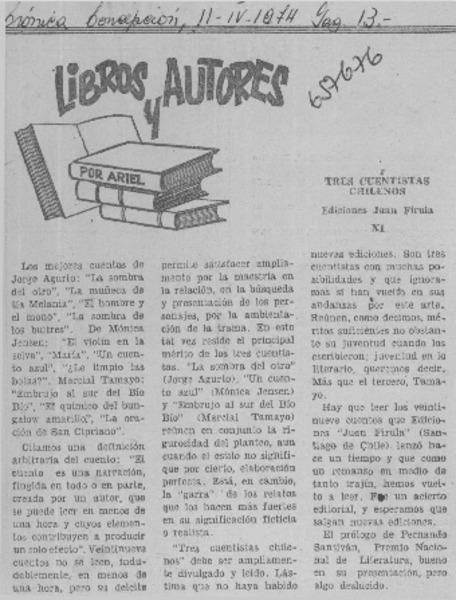 Crónica Concepción, 11-IV-1974 Pag 13.-
LIBROS
y AUTORES
POR ARIEL
657676
TRES CUENTISTAS
CHILENOS
Ediciones Juan Firula
XI
Los mejores cuentos de
Jorge Agurto: "La sombra
del otro", "La muñeca de
tía Melania", "El hombre y
el mono", "La sombra de
los buitres". De Mónica
Jensen: "El violín en la
selva", "María", "Un cuen-
to azul", "¿Le limpio las
botas?". Marcial Tamayo:
"Embrujo al sur del Bío
Bío", "El químico del bun-
galow amarillo", "La ora-
ción de San Cipriano".
Citamos una definición
arbitraria del cuento: "El
cuento es una narración,
fingida en todo o en parte,
creada por un autor, que
se puede leer en menos de
una hora y cuyos elemen-
tos contribuyen a producir
un solo efecto". Veintinueve
cuentos no se leen, indu-
dablemente, en menos de
una hora, pero su deleite
permite satisfacer amplia-
mente por la maestría en
la relación, en la búsqueda
y presentación de los per-
sonajes, por la ambienta-
ción de la trama. En esto
tal vez reside el principal
mérito de los tres cuentis-
tas. "La sombra del otro"
(Jorge Agurto), "Un cuen-
to azul" (Mónica Jensen) y
"Embrujo al sur del Bío
Bío" (Marcial Tamayo)
reúnen en conjunto la ri-
gurosidad del planteo, aun
cuando el estilo no signifi-
que por cierto, elaboración
perfecta. Está, en cambio,
la "garra" de los relatos
que los hacen más fuertes
en su significación ficticia
o realista.
"Tres cuentistas chile-
nos" debe ser ampliamen-
te divulgado y leído. Lás-
tima que no haya habido
nuevas ediciones. Son tres
cuentistas con muchas po-
sibilidades y que ignora-
mos si han vuelto en sus
andanzas por este arte.
Reúnen, como decimos, mé-
ritos suficientes no obstan-
te su juventud cuando los
escribieron; juventud en lo
literario, queremos decir.
Más que el tercero, Tama-
yo.
Hay que leer los veinti-
nueve cuentos que Edicio-
nes "Juan Firula" (San-
tiago de Chile) lanzó ha-
ce un tiempo y que como
un remanso en medio de
tanto trajín, hemos vuel-
to a leer. Fue un acierto
editorial, y esperamos que
salgan nuevas ediciones.
El prólogo de Fernando
Santiván, Premio Nacio-
nal de Literatura, bueno
en su presentación, pero
algo deslucido.